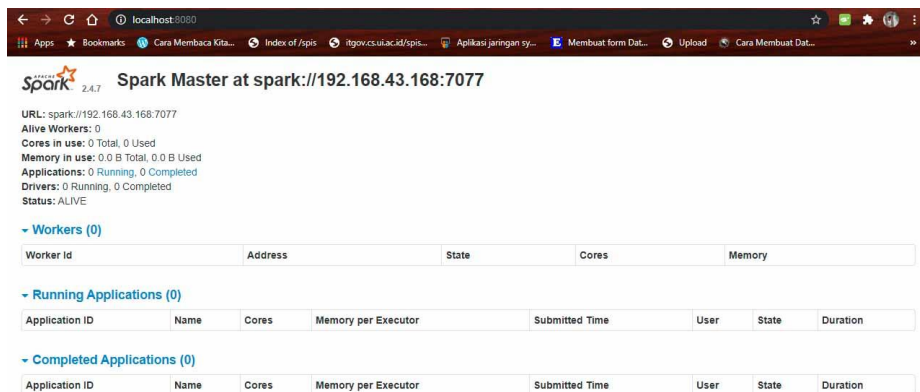 localhost:8080
Apps Bookmarks Cara Membaca Kita... Index of /spis itgov.cs.ui.ac.id/spis... Aplikasi jaringan sy... Membuat form Dat... Upload Cara Membuat Dat... »
APACHE Spark 2.4.7 Spark Master at spark://192.168.43.168:7077
URL: spark://192.168.43.168:7077
Alive Workers: 0
Cores in use: 0 Total, 0 Used
Memory in use: 0.0 B Total, 0.0 B Used
Applications: 0 Running, 0 Completed
Drivers: 0 Running, 0 Completed
Status: ALIVE
Workers (0)
Worker Id Address State Cores Memory
Running Applications (0)
Application ID Name Cores Memory per Executor Submitted Time User State Duration
Completed Applications (0)
Application ID Name Cores Memory per Executor Submitted Time User State Duration